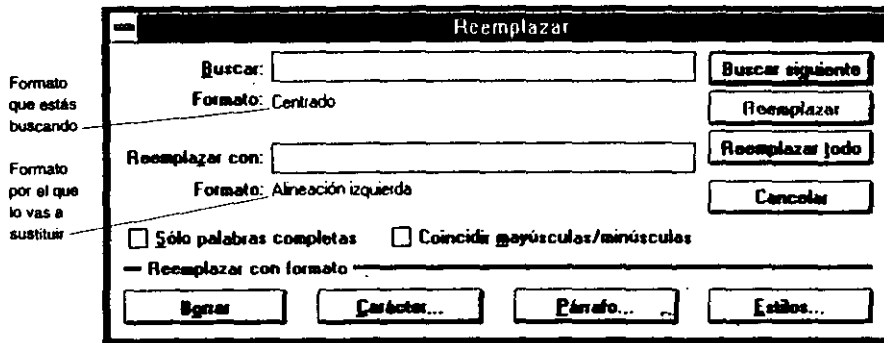 Reemplazar
Buscar:
Buscar siguiente
Formato: Centrado
Reemplazar
Formato
que estás
buscando
Reemplazar con:
Reemplazar todo
Formato: Alineación izquierda
Cancelar
Formato
por el que
lo vas a
sustituir
Sólo palabras completas
Coincidir mayúsculas/minúsculas
Reemplazar con formato
Borrar
Carácter...
Párrafo...
Estilos...